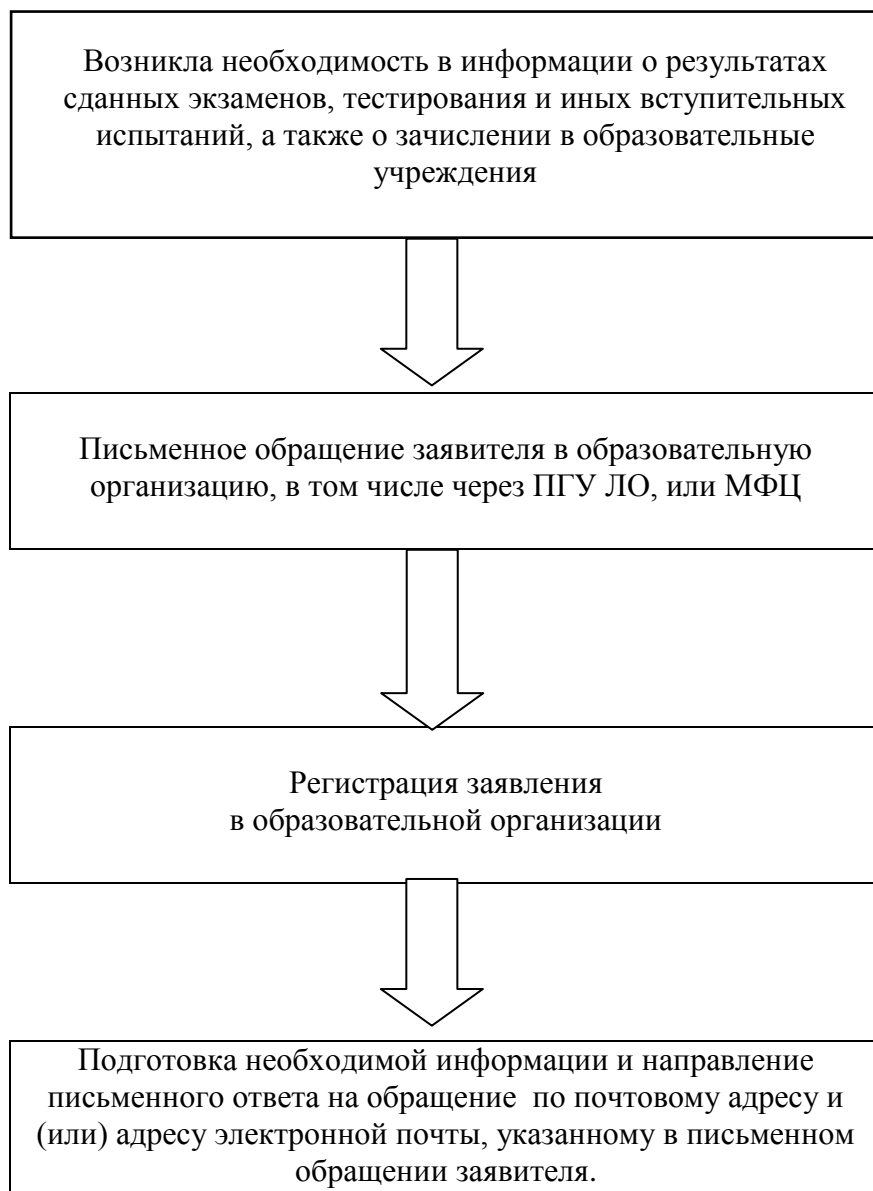 Возникла необходимость в информации о результатах
сданных экзаменов, тестирования и иных вступительных
испытаний, а также о зачислении в образовательные
учреждения
Письменное обращение заявителя в образовательную
организацию, в том числе через ПГУ ЛО, или МФЦ
Регистрация заявления
в образовательной организации
Подготовка необходимой информации и направление
письменного ответа на обращение по почтовому адресу и
(или) адресу электронной почты, указанному в письменном
обращении заявителя.